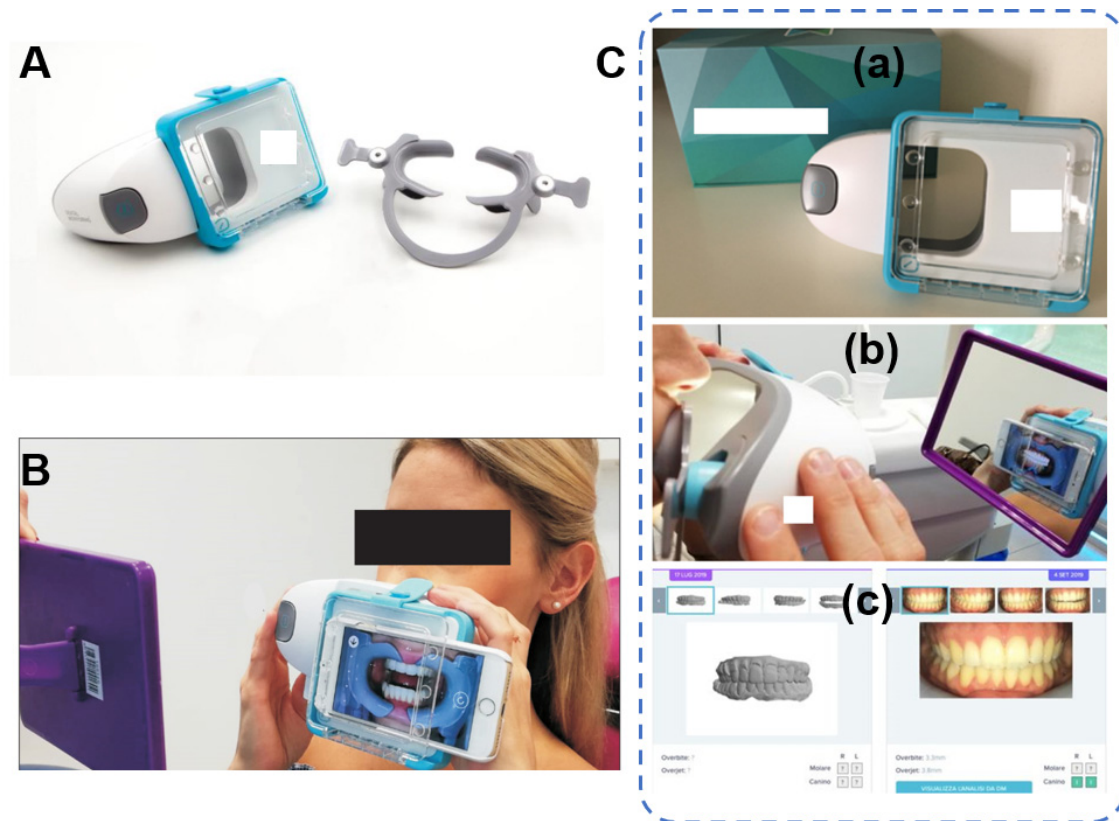 A
C
(a)
(b)
B
17 LUG 2019
4 SET 2019
(c)
Overbite: ?
Overjet: ?
R L
Molare ? ?
Canino ? ?
Overbite: 3.3mm
Overjet: 3.8mm
R L
Molare ? ?
Canino
VISUALIZZA L'ANALISI DA DM